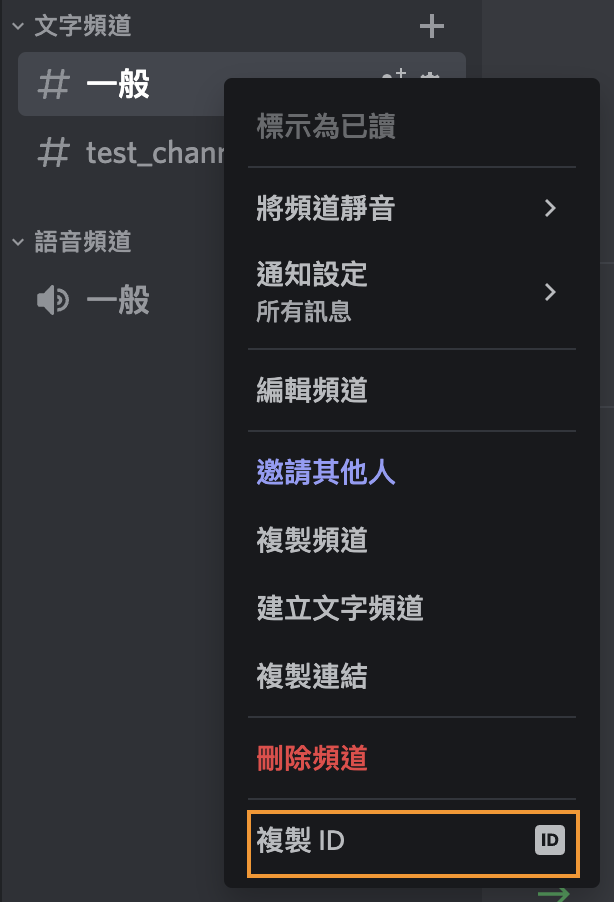 文字頻道
一般
test_chann
語音頻道
一般
標示為已讀
將頻道靜音
通知設定
所有訊息
編輯頻道
邀請其他人
複製頻道
建立文字頻道
複製連結
刪除頻道
複製 ID
ID